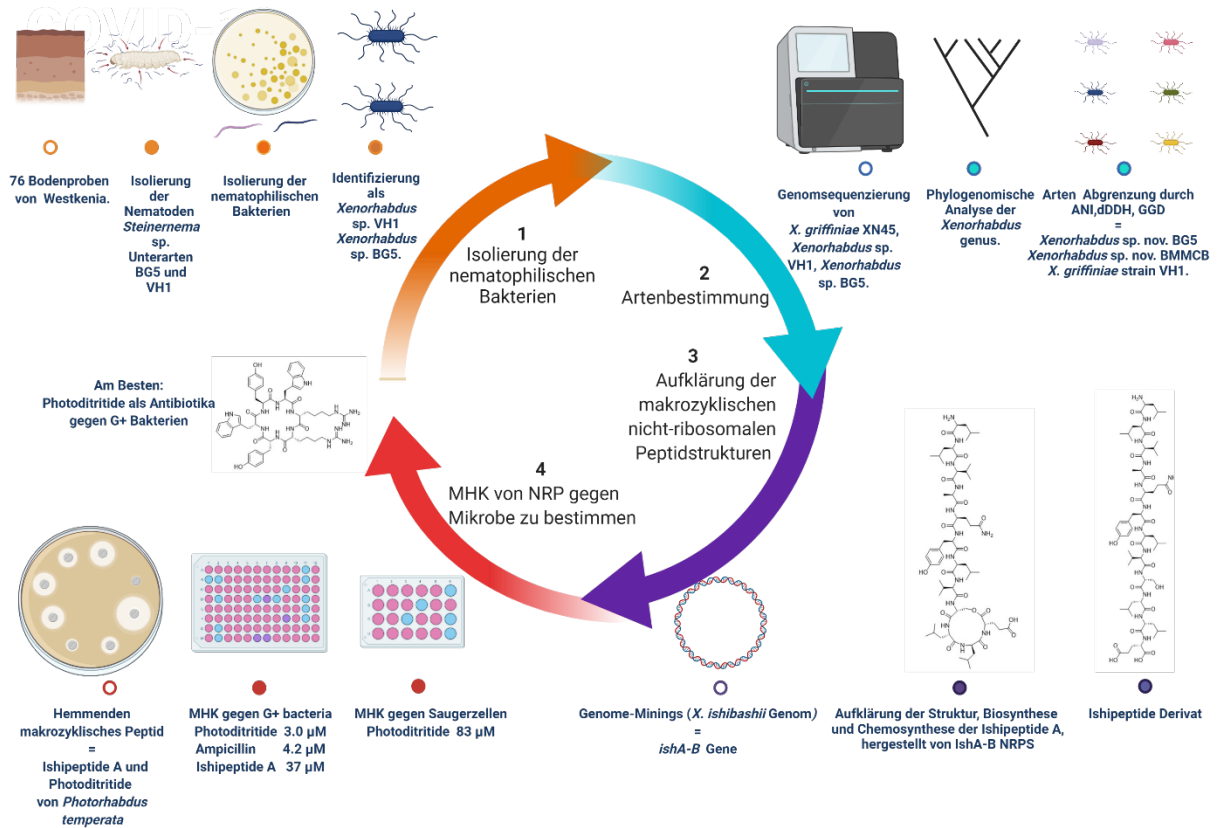 COVID-1
76 Bodenproben
von Westkenia.
Isolierung
der
Nematoden
Steinernema
sp.
Unterarten
BG5 und
VH1
Isolierung der
nematophilischen
Bakterien
Identifizierung
als
Xenorhabdus
sp. VH1
Xenorhabdus
sp. BG5.
Genomsequenzierung
von
X. griffiniae XN45,
Xenorhabdus sp.
VH1, Xenorhabdus
sp. BG5.
Phylogenomische
Analyse der
Xenorhabdus
genus.
Arten Abgrenzung durch
ANI,dDDH, GGD
=
Xenorhabdus sp. nov. BG5
Xenorhabdus sp. nov. BMMCB
X. griffiniae strain VH1.
1
Isolierung der
nematophilischen
Bakterien
2
Artenbestimmung
3
Aufklärung der
makrozyklischen
nicht-ribosomalen
Peptidstrukturen
4
MHK von NRP gegen
Mikrobe zu bestimmen
Am Besten:
Photoditritide als Antibiotika
gegen G+ Bakterien
Hemmenden
makrozyklisches Peptid
=
Ishipeptide A und
Photoditritide
von Photorhabdus
temperata
MHK gegen G+ bacteria
Photoditritide 3.0 µM
Ampicillin 4.2 µM
Ishipeptide A 37 µM
MHK gegen Saugerzellen
Photoditritide 83 µM
Genome-Minings (X. ishibashii Genom)
=
ishA-B Gene
Aufklärung der Struktur, Biosynthese
und Chemosynthese der Ishipeptide A,
hergestellt von IshA-B NRPS
Ishipeptide Derivat